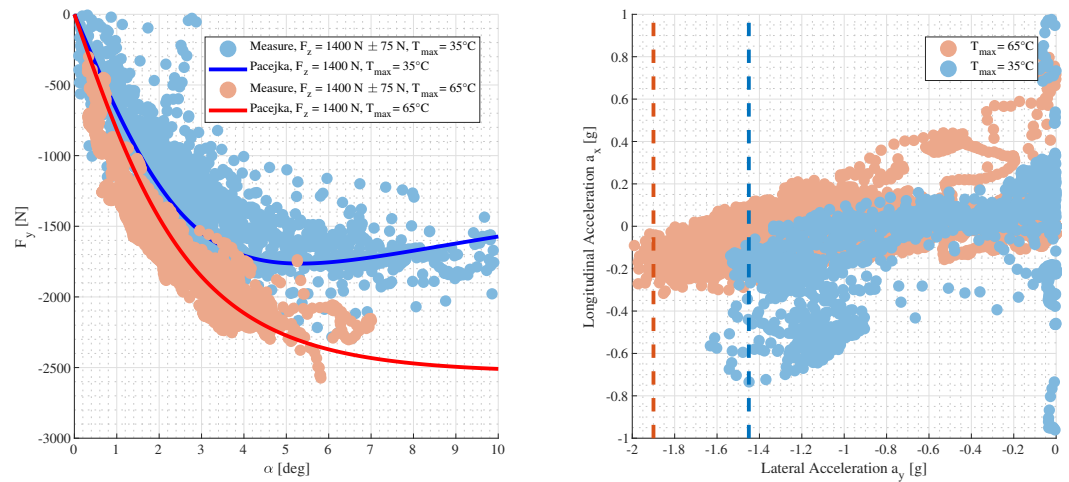 Measure, F_z = 1400 N ± 75 N, T_max = 35°C
Pacejka, F_z = 1400 N, T_max = 35°C
Measure, F_z = 1400 N ± 75 N, T_max = 65°C
Pacejka, F_z = 1400 N, T_max = 65°C
0
-500
-1000
-1500
-2000
-2500
-3000
F_y [N]
0 1 2 3 4 5 6 7 8 9 10
α [deg]
T_max = 65°C
T_max = 35°C
1
0.8
0.6
0.4
0.2
0
-0.2
-0.4
-0.6
-0.8
-1
Longitudinal Acceleration a_x [g]
-2 -1.8 -1.6 -1.4 -1.2 -1 -0.8 -0.6 -0.4 -0.2 0
Lateral Acceleration a_y [g]